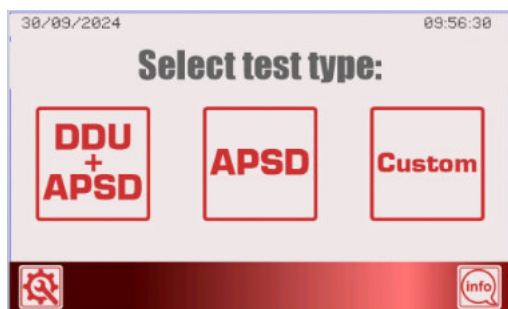 30/09/2024 09:56:30
Select test type:
DDU
+
APSD
APSD
Custom
info